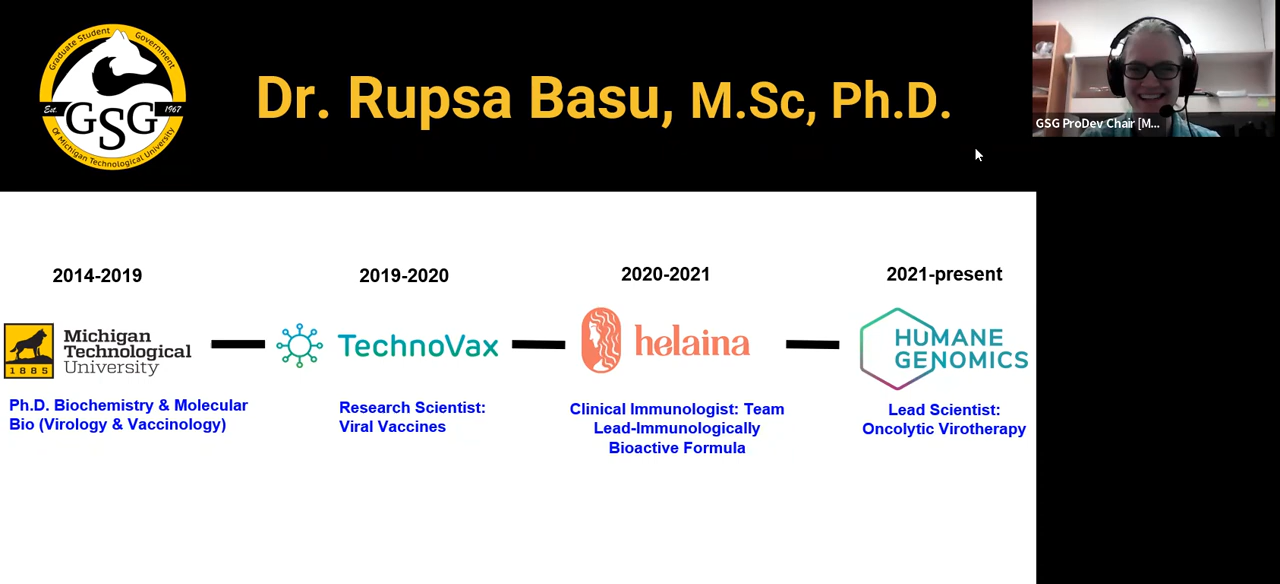 Graduate Student Government
Est. 1967
GSG
Of Michigan Technological University
Dr. Rupsa Basu, M.Sc, Ph.D.
GSG ProDev Chair [M...
2014-2019
2019-2020
2020-2021
2021-present
Michigan
Technological
University
1885
TechnoVax
helaina
HUMANE
GENOMICS
Ph.D. Biochemistry & Molecular
Bio (Virology & Vaccinology)
Research Scientist:
Viral Vaccines
Clinical Immunologist: Team
Lead-Immunologically
Bioactive Formula
Lead Scientist:
Oncolytic Virotherapy